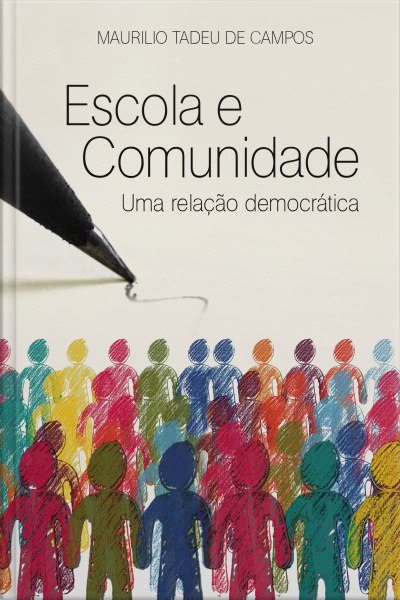 MAURILIO TADEU DE CAMPOS
Escola e
Comunidade
Uma relação democrática